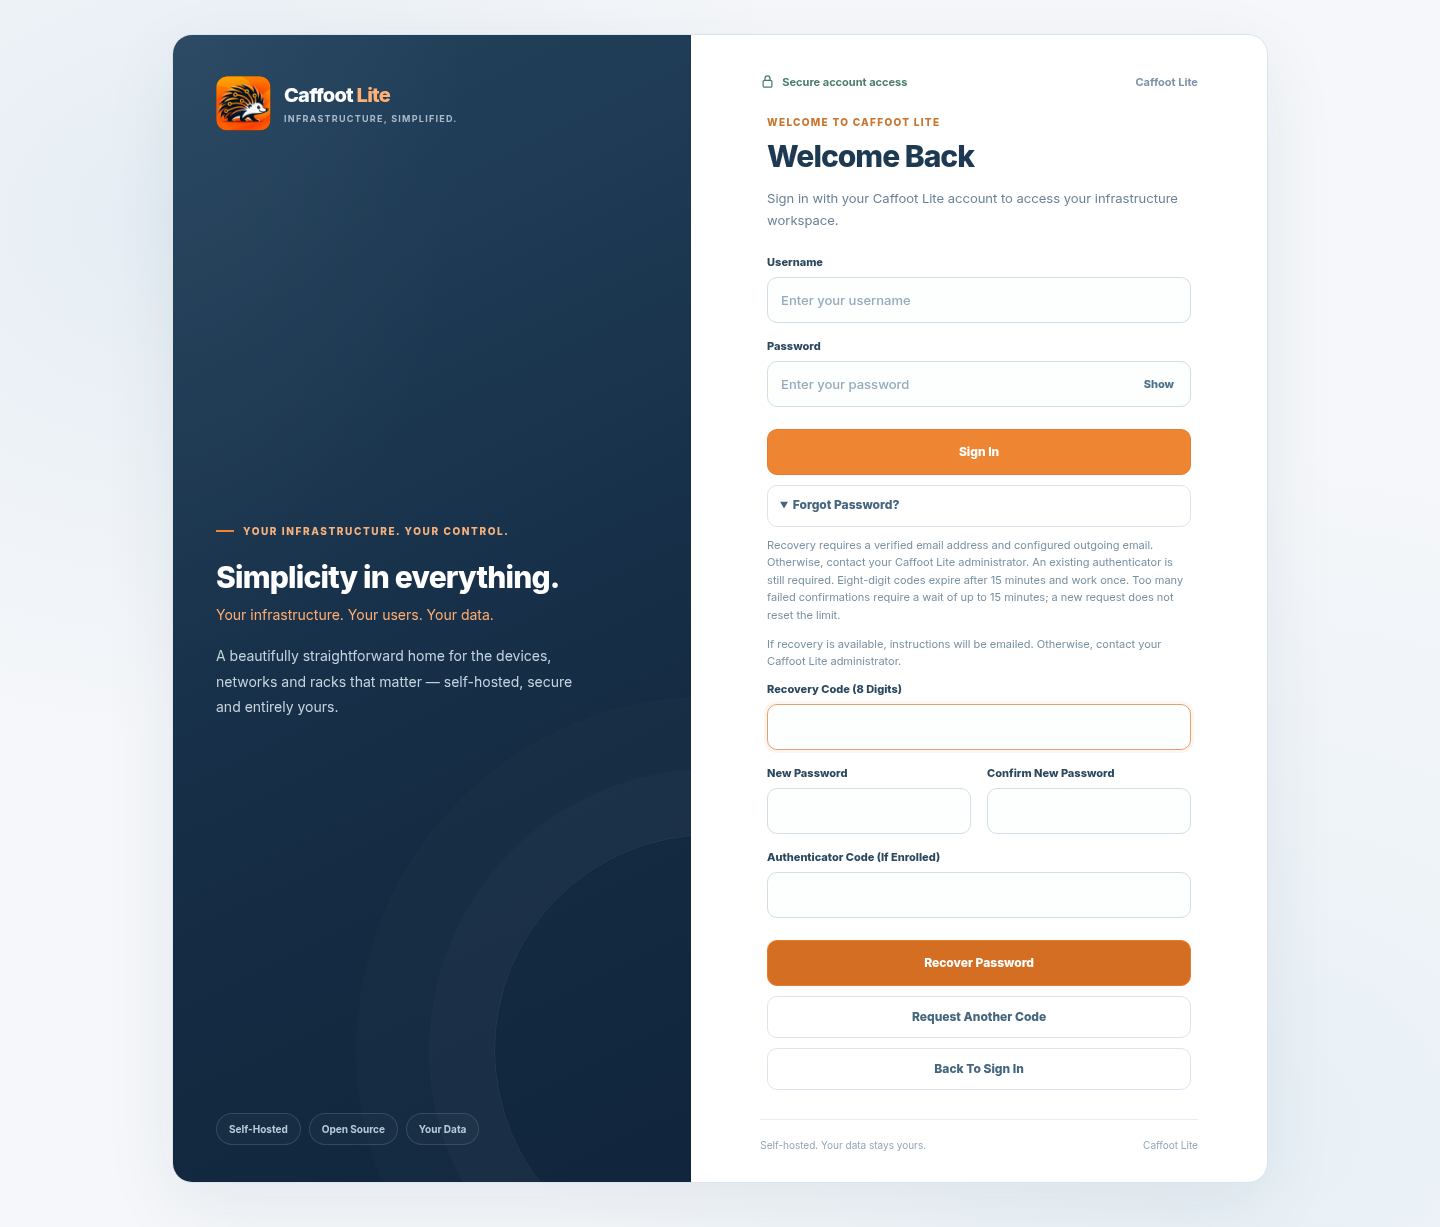 Caffoot Lite
INFRASTRUCTURE, SIMPLIFIED.
YOUR INFRASTRUCTURE. YOUR CONTROL.
Simplicity in everything.
Your infrastructure. Your users. Your data.
A beautifully straightforward home for the devices,
networks and racks that matter — self-hosted, secure
and entirely yours.
Self-Hosted
Open Source
Your Data
Secure account access
Caffoot Lite
WELCOME TO CAFFOOT LITE
Welcome Back
Sign in with your Caffoot Lite account to access your infrastructure
workspace.
Username
Enter your username
Password
Enter your password
Show
Sign In
▼ Forgot Password?
Recovery requires a verified email address and configured outgoing email.
Otherwise, contact your Caffoot Lite administrator. An existing authenticator is
still required. Eight-digit codes expire after 15 minutes and work once. Too many
failed confirmations require a wait of up to 15 minutes; a new request does not
reset the limit.
If recovery is available, instructions will be emailed. Otherwise, contact your
Caffoot Lite administrator.
Recovery Code (8 Digits)
New Password
Confirm New Password
Authenticator Code (If Enrolled)
Recover Password
Request Another Code
Back To Sign In
Self-hosted. Your data stays yours.
Caffoot Lite